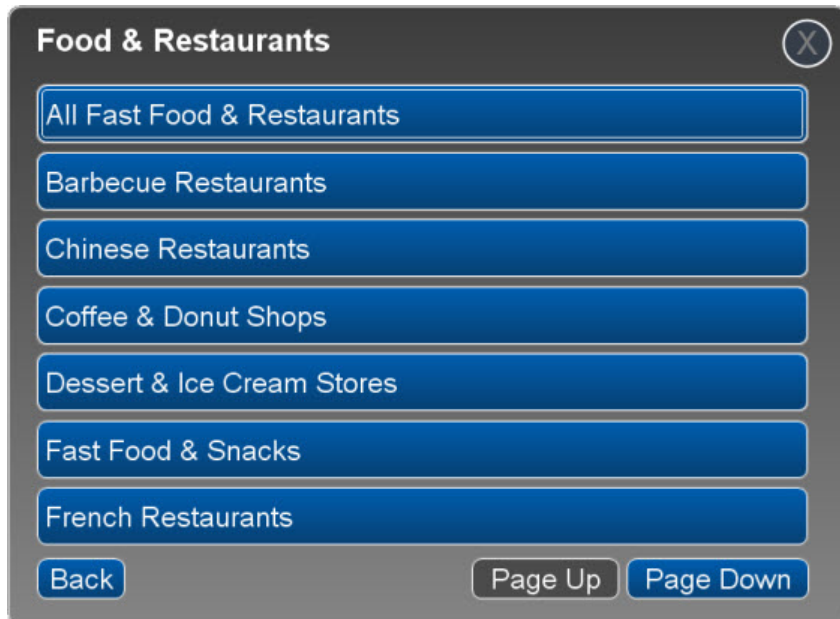 Food & Restaurants
X
All Fast Food & Restaurants
Barbecue Restaurants
Chinese Restaurants
Coffee & Donut Shops
Dessert & Ice Cream Stores
Fast Food & Snacks
French Restaurants
Back Page Up Page Down